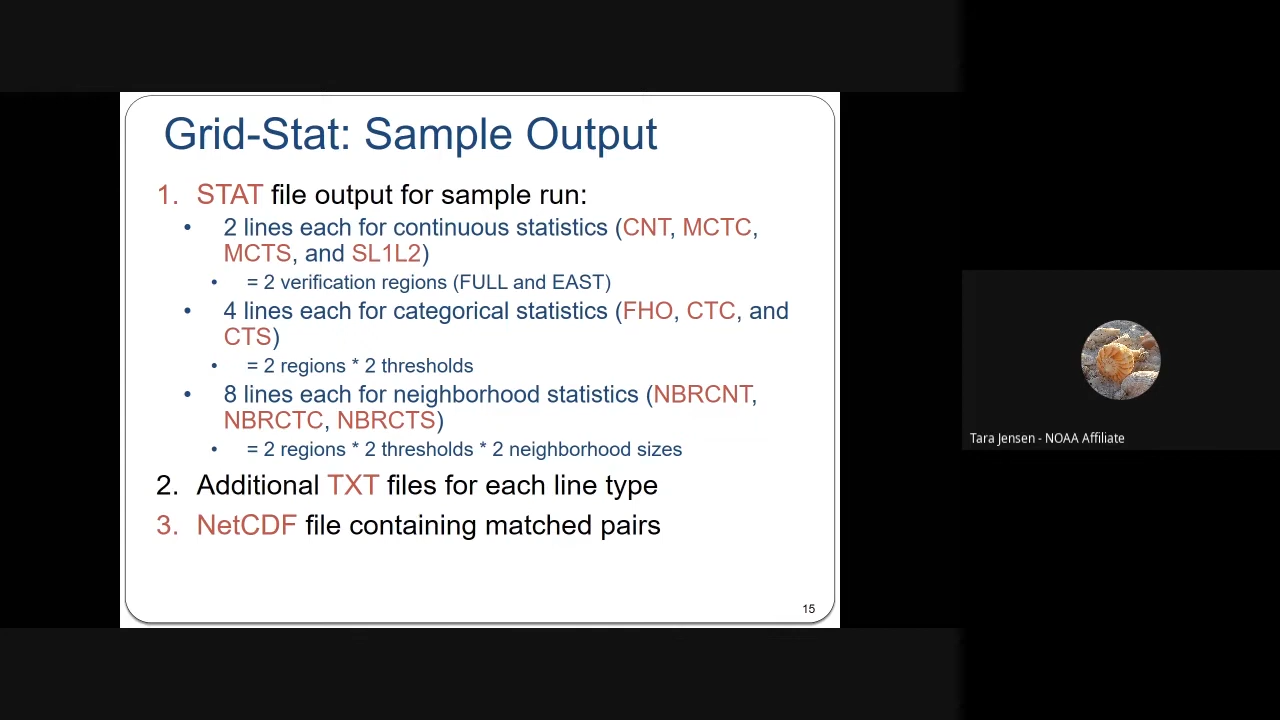 Grid-Stat: Sample Output
1. STAT file output for sample run:
• 2 lines each for continuous statistics (CNT, MCTC,
MCTS, and SL1L2)
• = 2 verification regions (FULL and EAST)
• 4 lines each for categorical statistics (FHO, CTC, and
CTS)
• = 2 regions * 2 thresholds
• 8 lines each for neighborhood statistics (NBRCNT,
NBRCTC, NBRCTS)
• = 2 regions * 2 thresholds * 2 neighborhood sizes
2. Additional TXT files for each line type
3. NetCDF file containing matched pairs
15
Tara Jensen - NOAA Affiliate